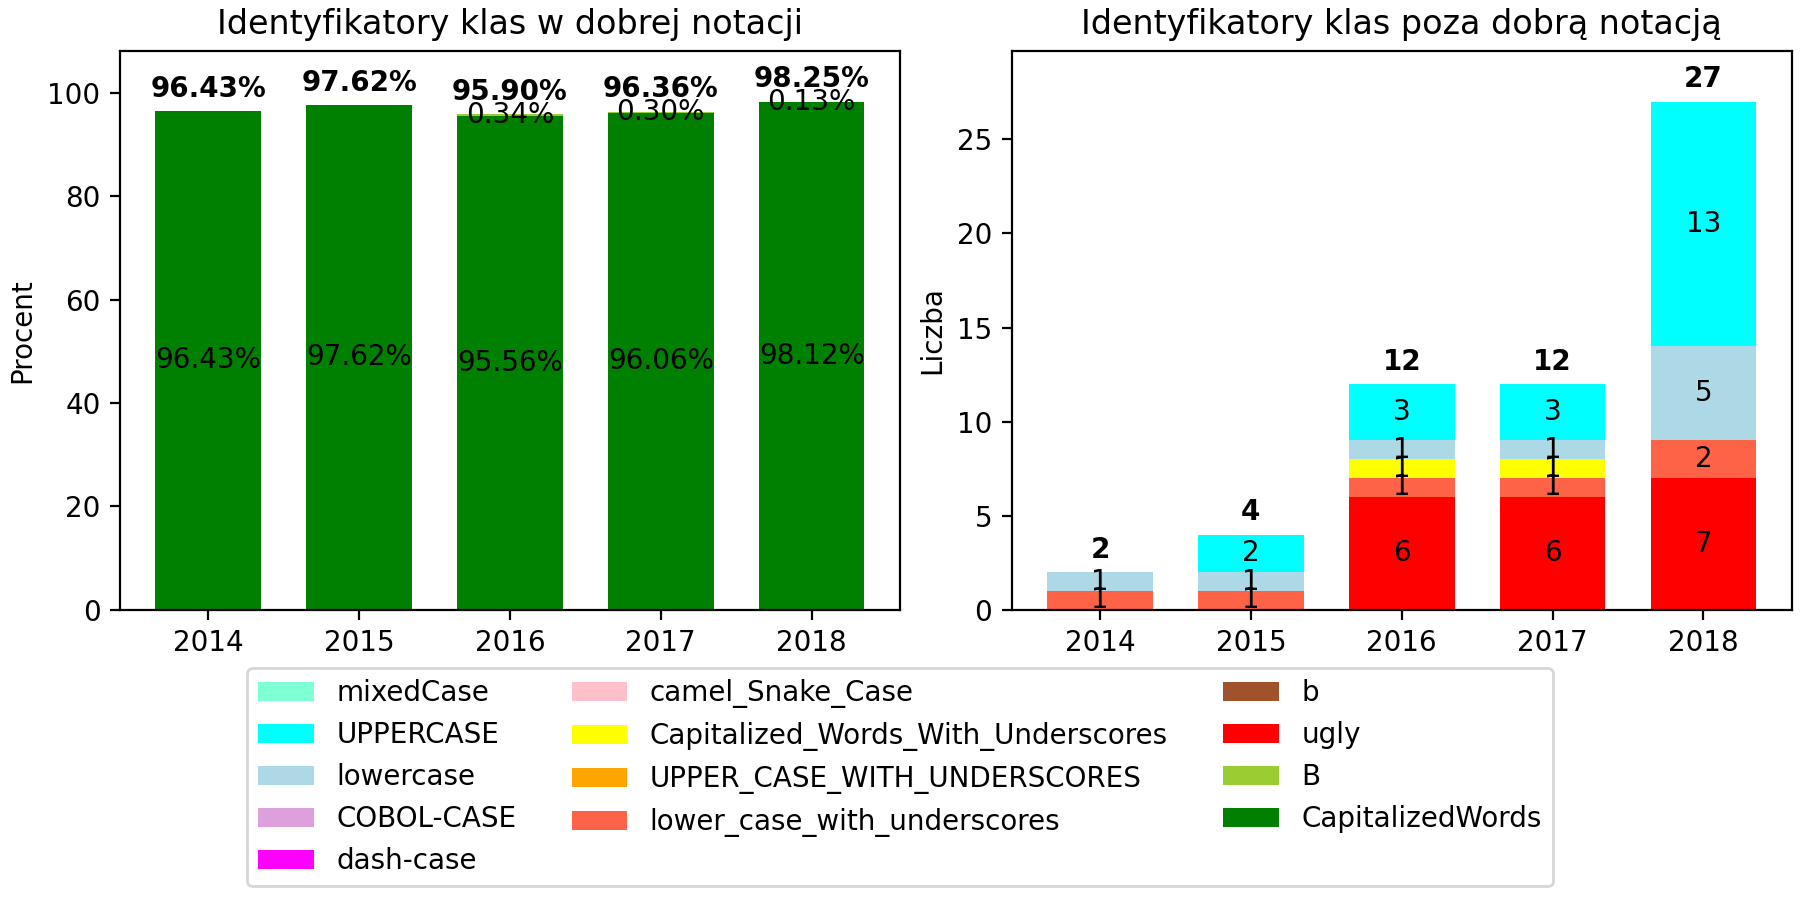 Identyfikatory klas w dobrej notacji
Procent
100
80
60
40
20
0
96.43% 97.62% 95.90% 96.36% 98.25%
0.34% 0.30% 0.13%
96.43% 97.62% 95.56% 96.06% 98.12%
2014 2015 2016 2017 2018
Identyfikatory klas poza dobrą notacją
Liczba
25
20
15
10
5
0
2
1
1
4
2
1
1
12
3
1
1
1
6
12
3
1
1
1
6
27
13
5
2
7
2014 2015 2016 2017 2018
mixedCase
UPPERCASE
lowercase
COBOL-CASE
dash-case
camel_Snake_Case
Capitalized_Words_With_Underscores
UPPER_CASE_WITH_UNDERSCORES
lower_case_with_underscores
b
ugly
B
CapitalizedWords